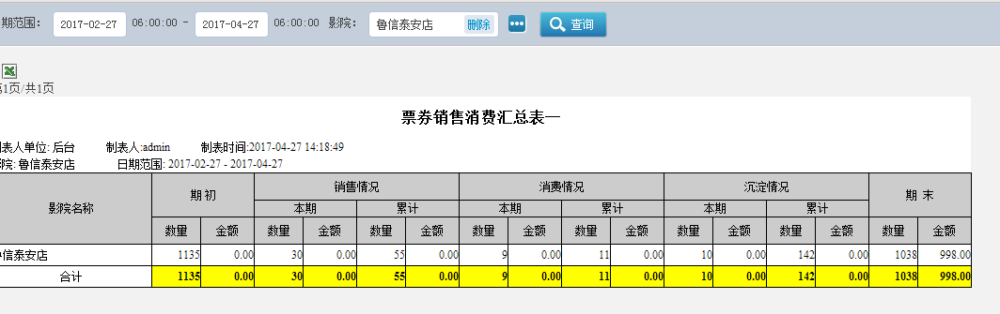 期范围： 2017-02-27 06:00:00 - 2017-04-27 06:00:00 影院： 鲁信泰安店 删除 ••• 查询
1页/共1页
票券销售消费汇总表一
表人单位: 后台 制表人:admin 制表时间:2017-04-27 14:18:49
院: 鲁信泰安店 日期范围: 2017-02-27 - 2017-04-27
影院名称 期 初 销售情况 消费情况 沉淀情况 期 末
本期 累计 本期 累计 本期 累计
数量 金额 数量 金额 数量 金额 数量 金额 数量 金额 数量 金额 数量 金额 数量 金额
信泰安店 1135 0.00 30 0.00 55 0.00 9 0.00 11 0.00 10 0.00 142 0.00 1038 998.00
合计 1135 0.00 30 0.00 55 0.00 9 0.00 11 0.00 10 0.00 142 0.00 1038 998.00